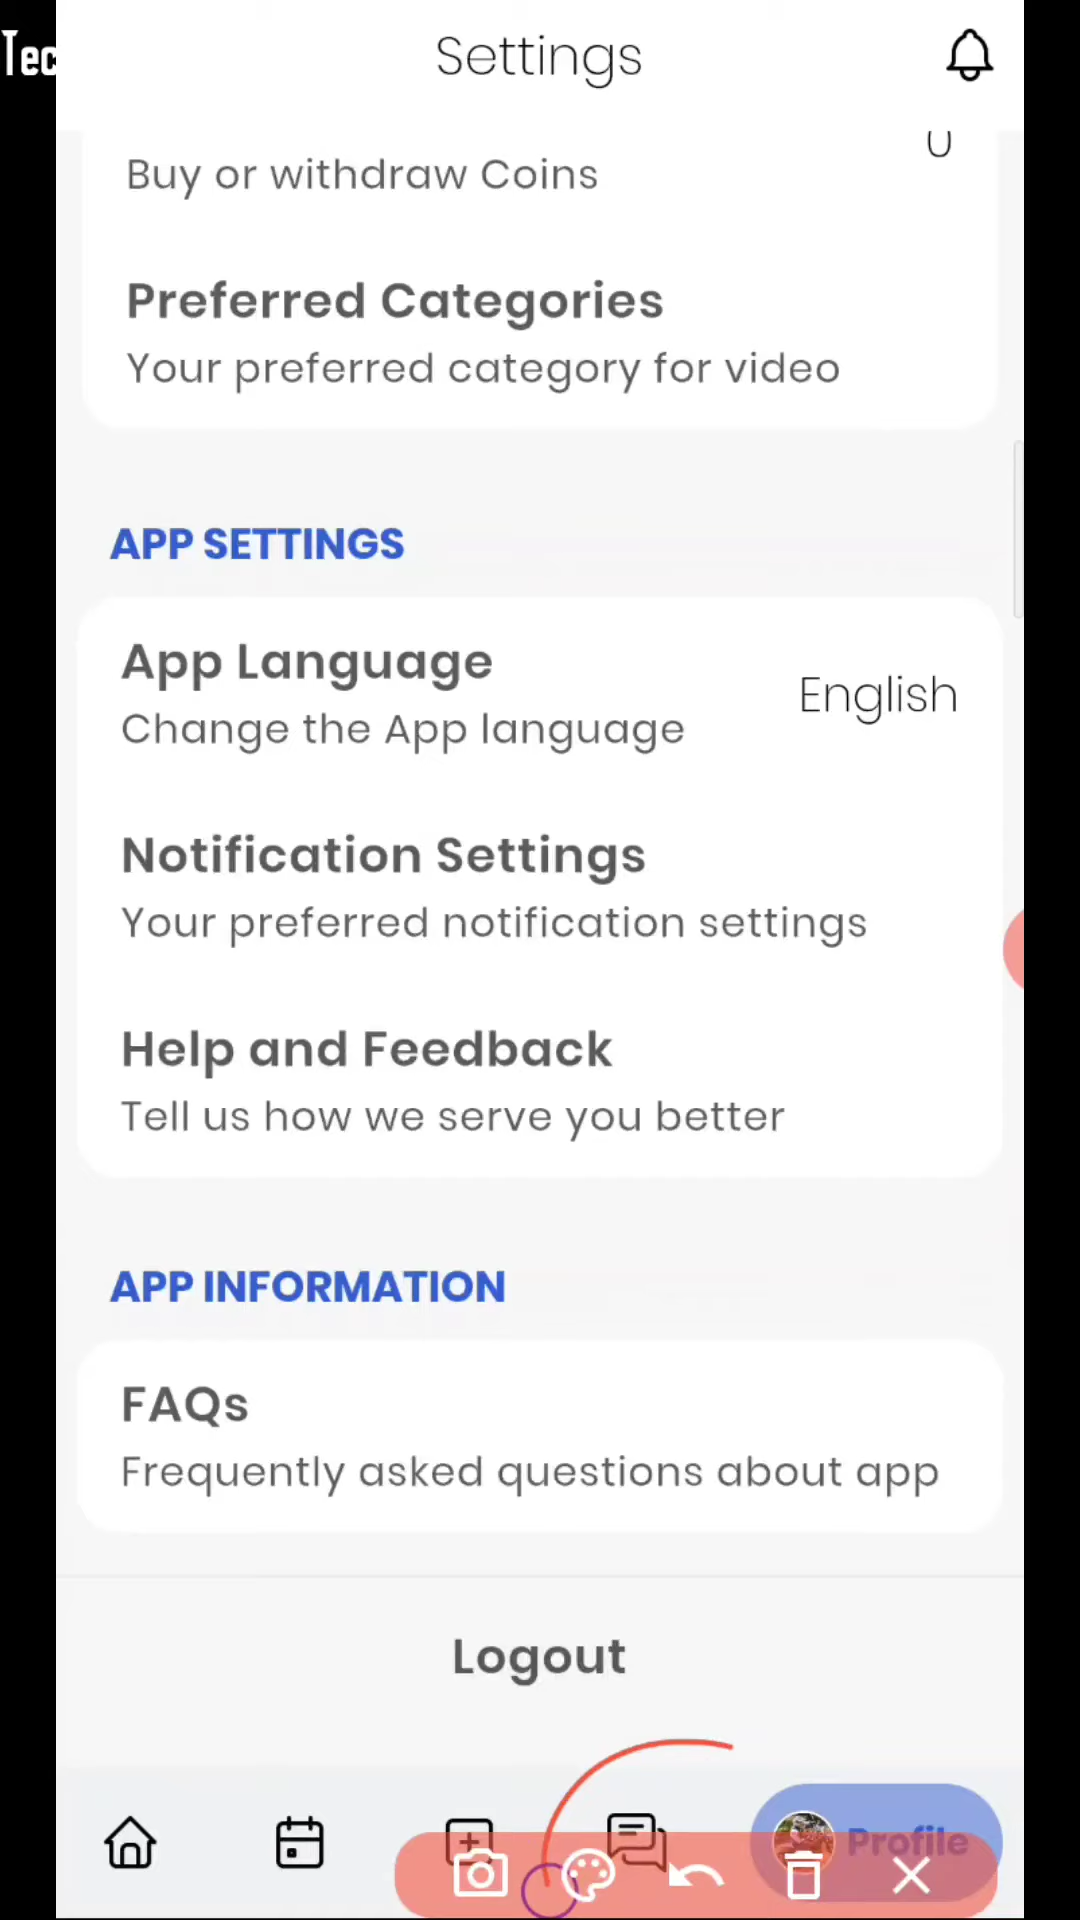 Tec
Settings
Buy or withdraw Coins
Preferred Categories
Your preferred category for video
APP SETTINGS
App Language
English
Change the App language
Notification Settings
Your preferred notification settings
Help and Feedback
Tell us how we serve you better
APP INFORMATION
FAQs
Frequently asked questions about app
Logout
Profile